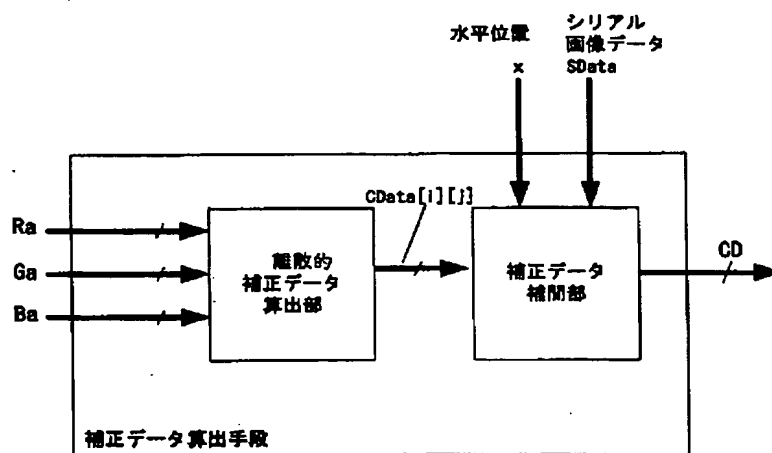 水平位置
x
シリアル
画像データ
SData
CData[i][j]
Ra
Ga
Ba
離散的
補正データ
算出部
補正データ
補間部
CD
補正データ算出手段